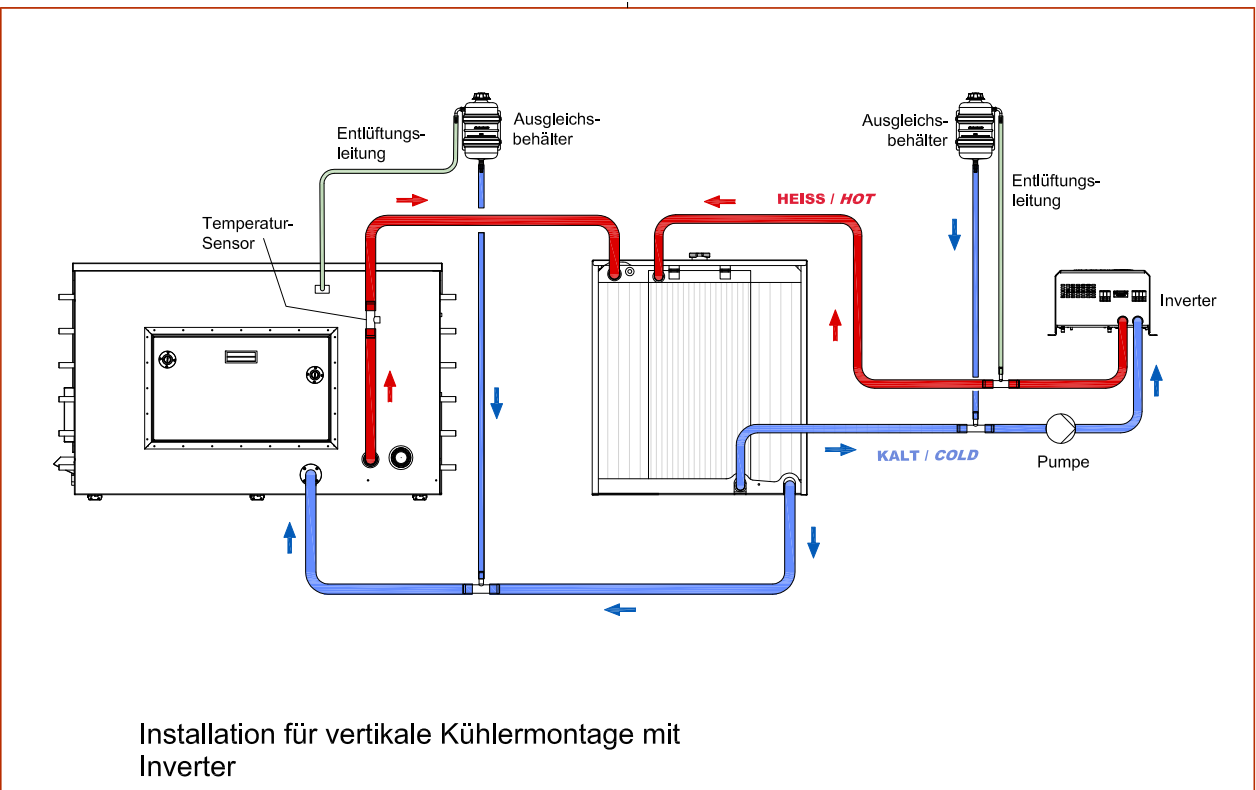 Ausgleichs-
behälter
Entlüftungs-
leitung
Ausgleichs-
behälter
Entlüftungs-
leitung
HEISS / HOT
Temperatur-
Sensor
Inverter
KALT / COLD
Pumpe
Installation für vertikale Kühlermontage mit
Inverter